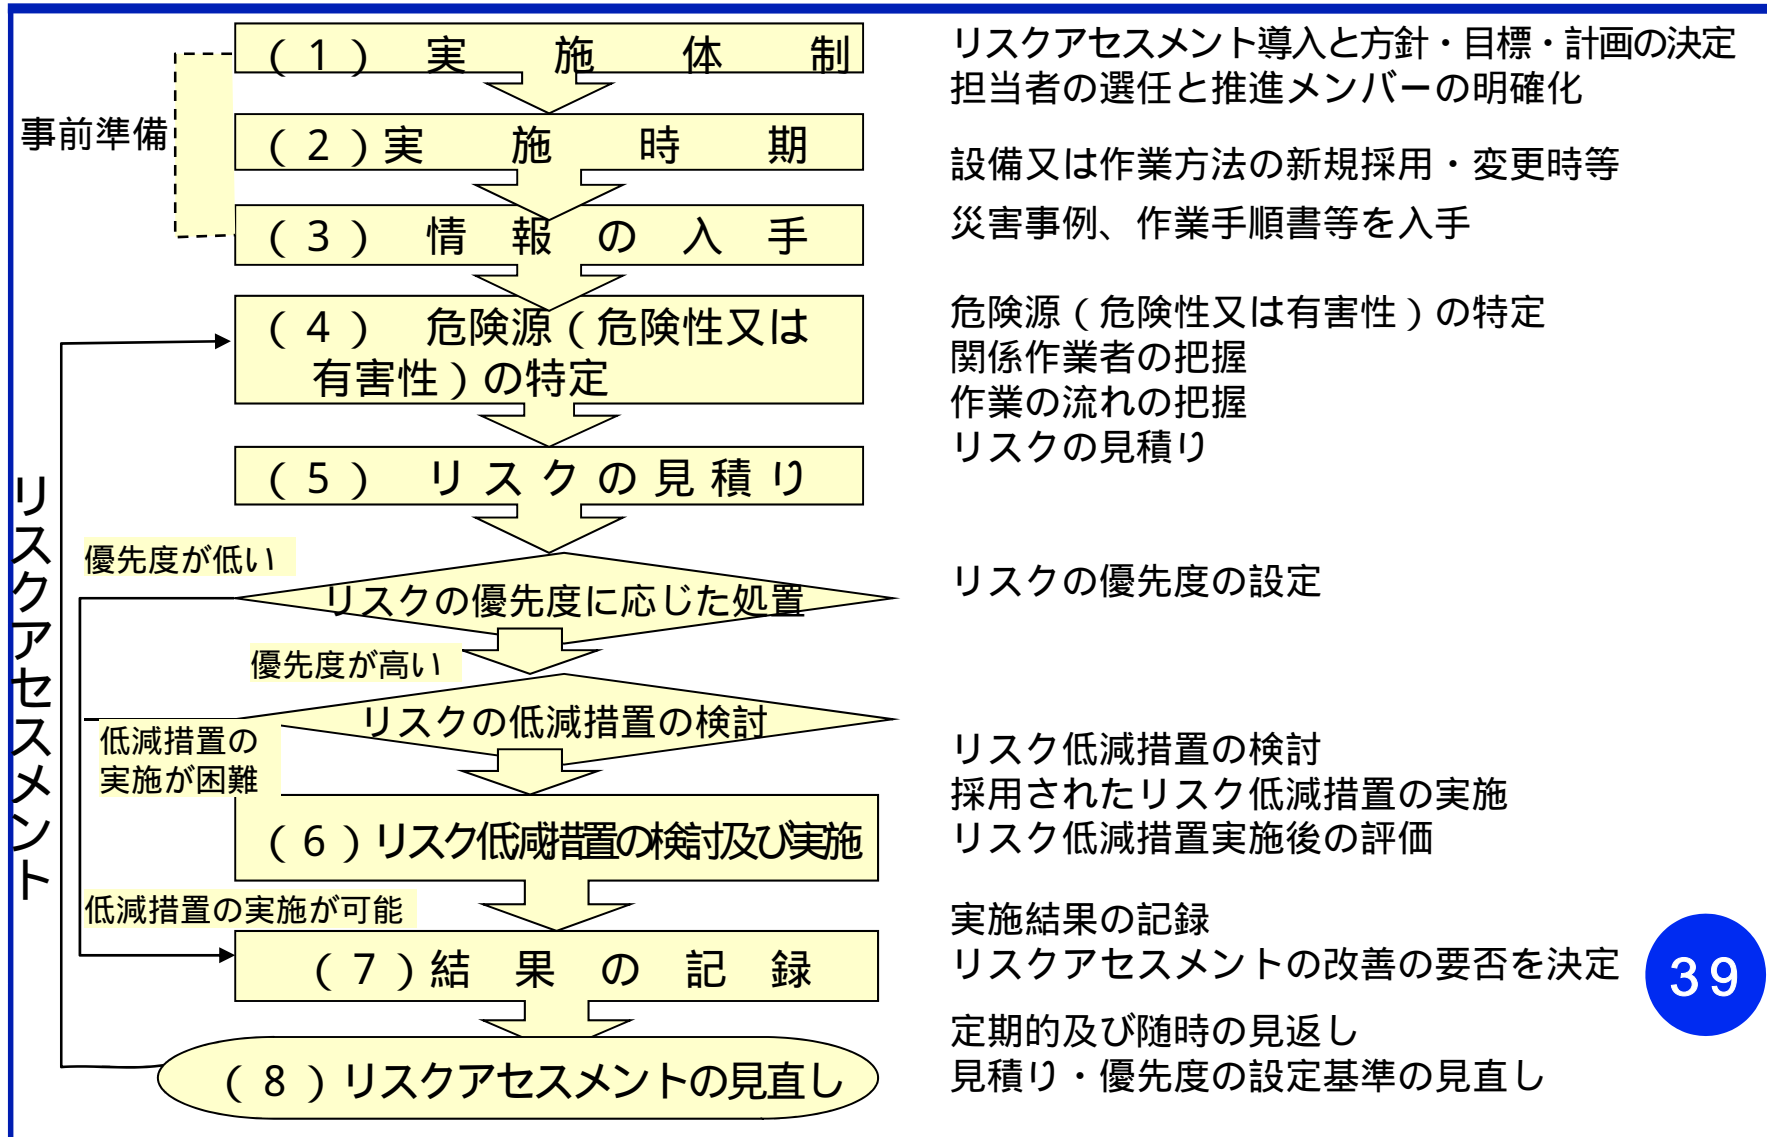 (1) 実施体制
リスクアセスメント導入と方針・目標・計画の決定
担当者の選任と推進メンバーの明確化
事前準備
(2)実施時期
設備又は作業方法の新規採用・変更時等
(3) 情報の入手
災害事例、作業手順書等を入手
(4) 危険源(危険性又は
有害性)の特定
危険源(危険性又は有害性)の特定
関係作業者の把握
作業の流れの把握
リスクの見積り
(5) リスクの見積り
リスクアセスメント
優先度が低い
リスクの優先度に応じた処置
リスクの優先度の設定
優先度が高い
リスクの低減措置の検討
低減措置の
実施が困難
リスク低減措置の検討
採用されたリスク低減措置の実施
リスク低減措置実施後の評価
(6)リスク低減措置の検討及び実施
低減措置の実施が可能
(7)結果の記録
実施結果の記録
リスクアセスメントの改善の要否を決定
39
(8)リスクアセスメントの見直し
定期的及び随時の見返し
見積り・優先度の設定基準の見直し